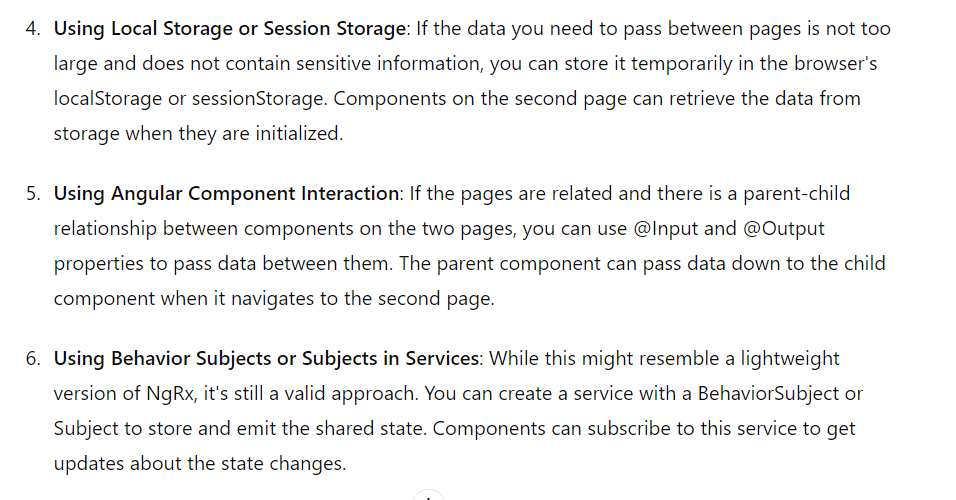 4. Using Local Storage or Session Storage: If the data you need to pass between pages is not too
large and does not contain sensitive information, you can store it temporarily in the browser's
localStorage or sessionStorage. Components on the second page can retrieve the data from
storage when they are initialized.
5. Using Angular Component Interaction: If the pages are related and there is a parent-child
relationship between components on the two pages, you can use @Input and @Output
properties to pass data between them. The parent component can pass data down to the child
component when it navigates to the second page.
6. Using Behavior Subjects or Subjects in Services: While this might resemble a lightweight
version of NgRx, it's still a valid approach. You can create a service with a BehaviorSubject or
Subject to store and emit the shared state. Components can subscribe to this service to get
updates about the state changes.